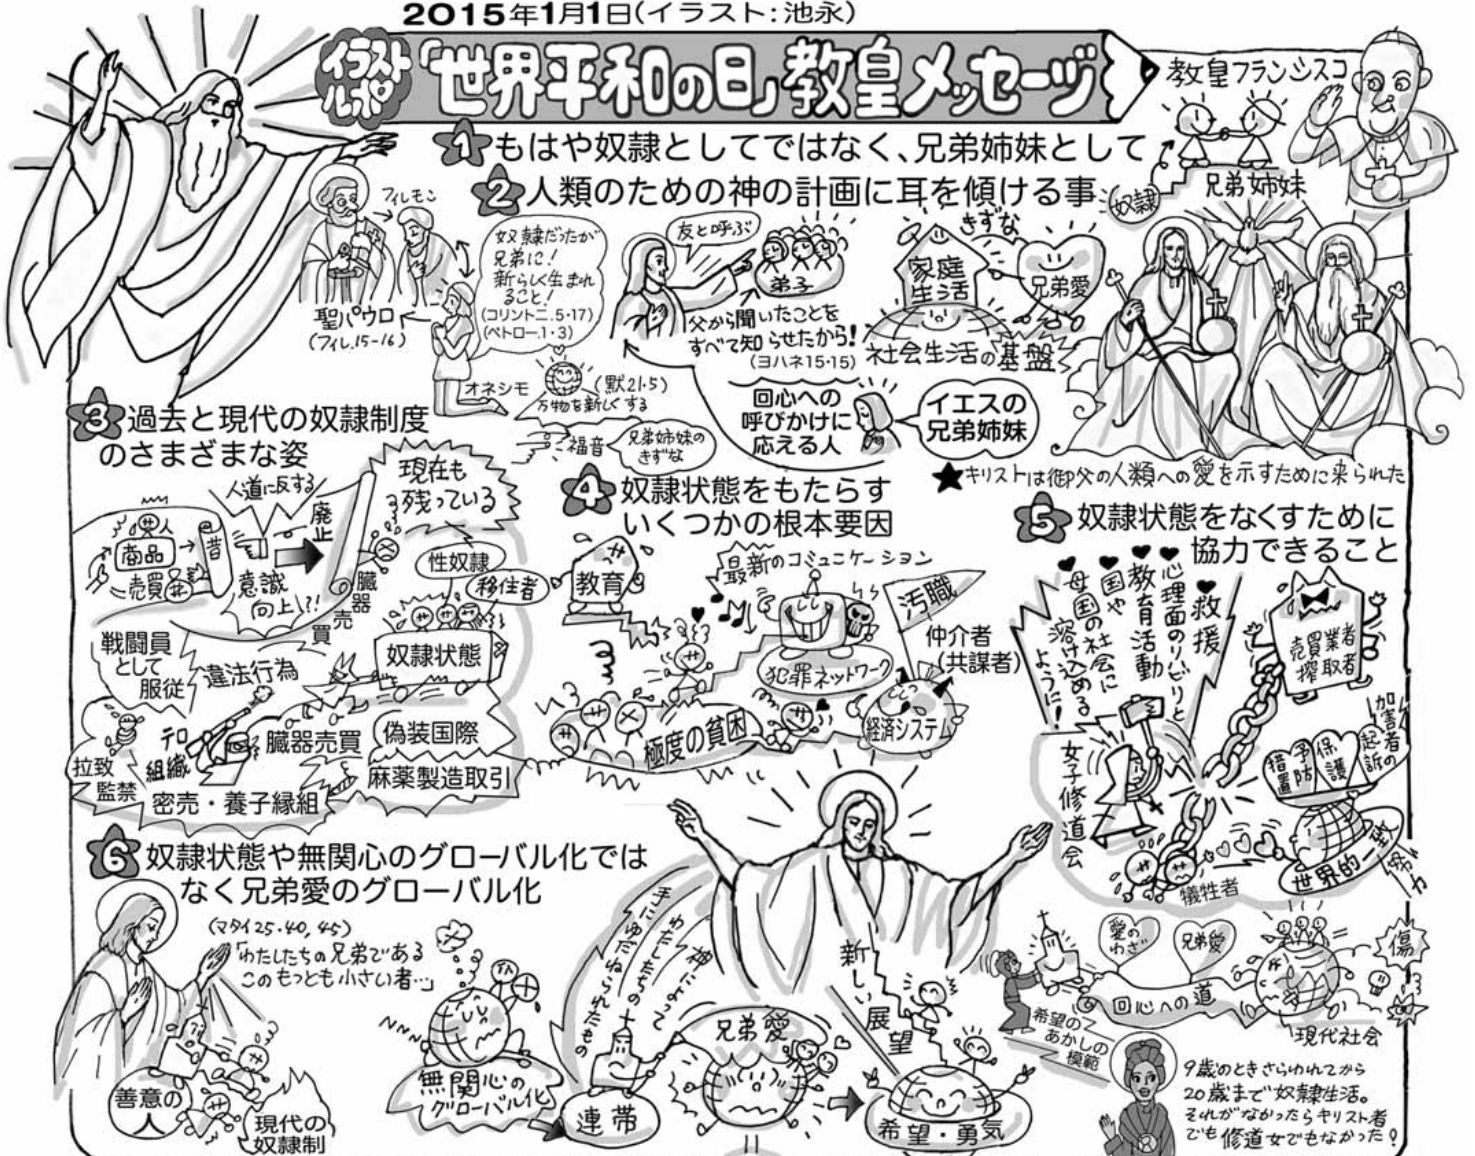 2015年1月1日(イラスト:池永)
イラスト
ルポ
「世界平和の日」教皇メッセージ
教皇フランシスコ
1 もはや奴隷としてではなく、兄弟姉妹として
2 人類のための神の計画に耳を傾ける事
奴隷
兄弟姉妹
フィレモン
聖パウロ
(フィレ.15-16)
奴隷だったが
兄弟に!
新らしく生まれ
ること!
(コリント二.5・17)
(ペトロ一.1・3)
オネシモ
(黙21・5)
万物を新しくする
福音
兄弟姉妹の
きずな
友と呼ぶ
弟子
父から聞いたことを
すべて知らせたから!
(ヨハネ15・15)
回心への
呼びかけに
応える人
イエスの
兄弟姉妹
きずな
家庭
生活
兄弟愛
社会生活の基盤
★キリストは御父の人類への愛を示すために来られた
3 過去と現代の奴隷制度
のさまざまな姿
人道に反する
人
商品
売買
昔
意識
向上!?
廃止
現在も
残っている
性奴隷
移住者
臓器
売買
奴隷状態
戦闘員
として
服従
違法行為
拉致
監禁
テロ
組織
臓器売買
偽装国際
麻薬製造取引
密売・養子縁組
4 奴隷状態をもたらす
いくつかの根本要因
教育
最新のコミュニケーション
汚職
仲介者
(共謀者)
犯罪ネットワーク
極度の貧困
経済システム
5 奴隷状態をなくすために
協力できること
♥救援
♥心理面のリハビリと
教育活動
♥国や
♥母国の社会に
溶け込める
ように!
女子修道会
売買業者
搾取者
加害者の
起訴
保護
予防
措置
世界的一致
努力
犠牲者
6 奴隷状態や無関心のグローバル化では
なく兄弟愛のグローバル化
(マタイ25・40,45)
「わたしたちの兄弟である
このもっとも小さい者…」
善意の
人
現代の
奴隷制
無関心の
グローバル化
神によって
わたしたちの
手にゆだねられたもの
連帯
兄弟愛
新しい展望
希望・勇気
愛の
わざ
兄弟愛
回心への道
希望の
あかしの
模範
傷
現代社会
9歳のときさらわれてから
20歳まで奴隷生活。
それがなかったらキリスト者
でも修道女でもなかった!